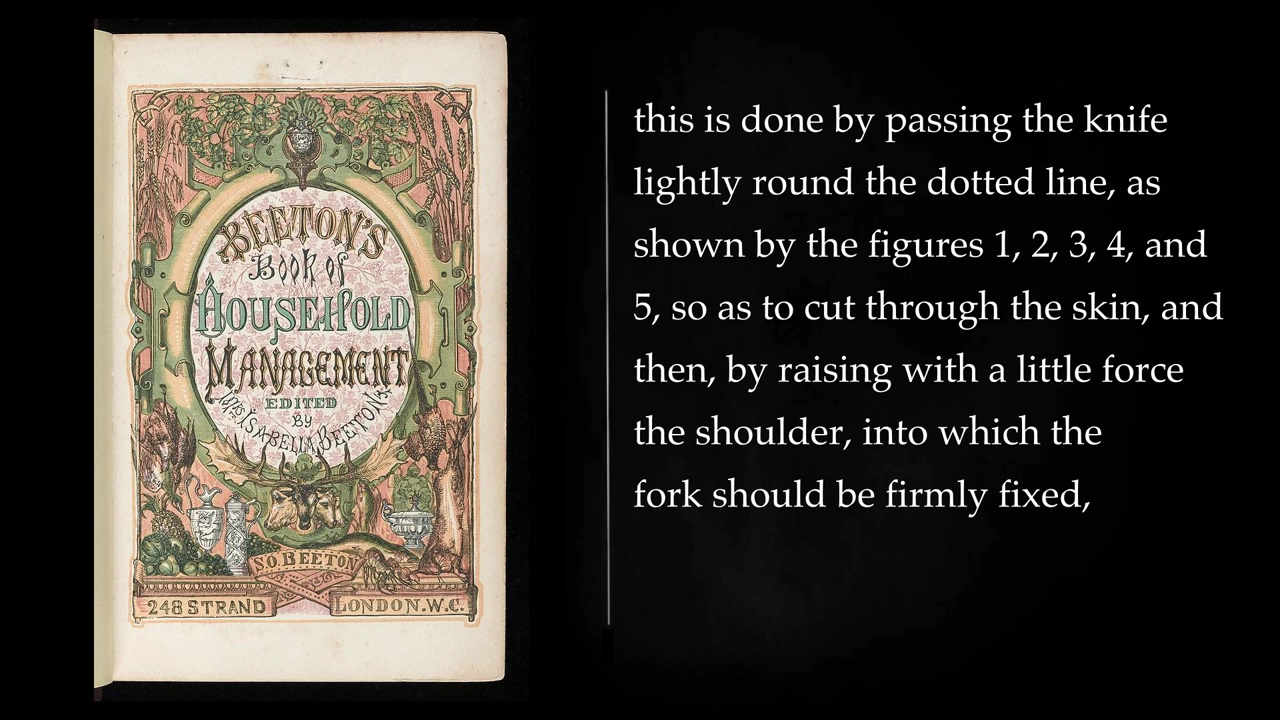 BEETON'S
Book of
HOUSEHOLD
MANAGEMENT
EDITED
BY
MRS ISABELLA BEETON
S.O. BEETON
248 STRAND
LONDON.W.C.
this is done by passing the knife
lightly round the dotted line, as
shown by the figures 1, 2, 3, 4, and
5, so as to cut through the skin, and
then, by raising with a little force
the shoulder, into which the
fork should be firmly fixed,